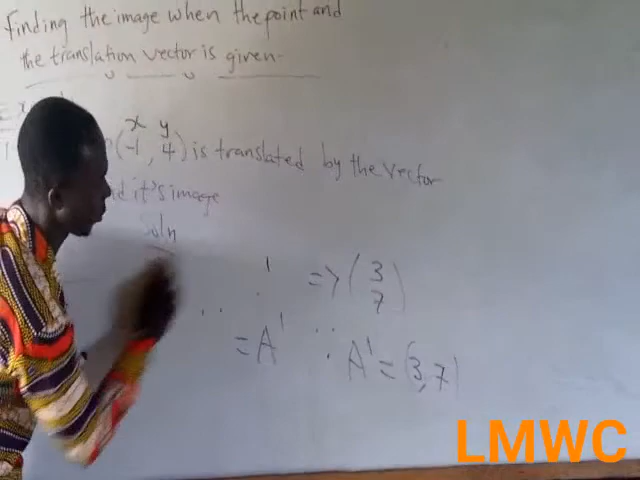 Finding the image when the point and
the translation vector is given.
x y
(-1, 4) is translated by the vector
it's image
Soln
=> (3
7)
= A' ∴ A' = (3, 7)
LMWC